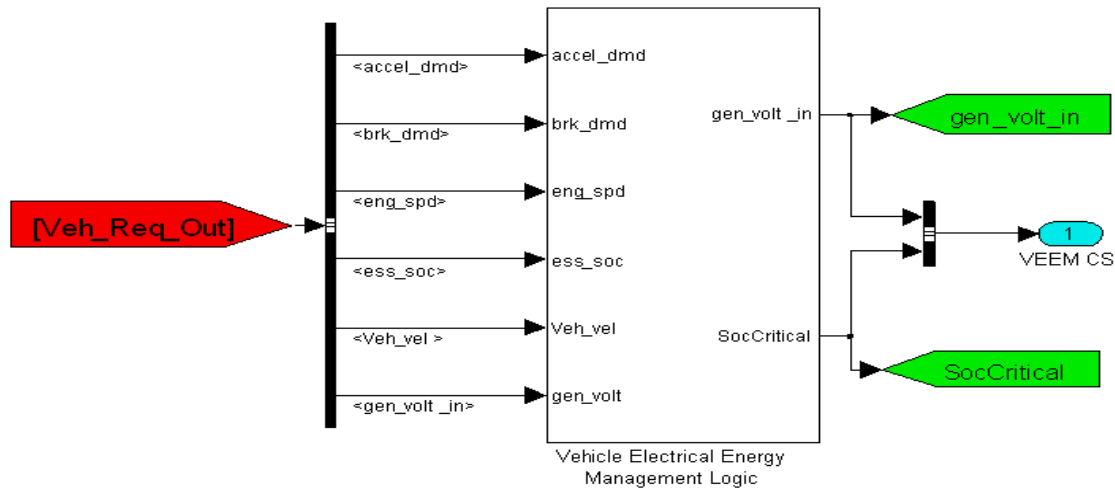 <accel_dmd>
accel_dmd
<brk_dmd>
brk_dmd
gen_volt _in
gen_volt_in
<eng_spd>
eng_spd
[Veh_Req_Out]
<ess_soc>
ess_soc
1
VEEM CS
<Veh_vel >
Veh_vel
SocCritical
SocCritical
<gen_volt _in>
gen_volt
Vehicle Electrical Energy
Management Logic